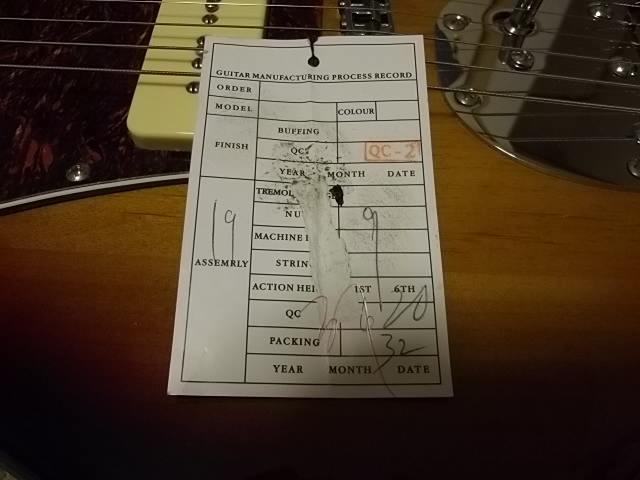 GUITAR MANUFACTURING PROCESS RECORD
ORDER
MODEL
COLOUR
BUFFING
FINISH
QC
QC-2
YEAR MONTH DATE
TREMOL
NU
19
9
MACHINE
ASSEMRLY
STRIN
ACTION HEI 1ST 6TH
QC
20
PACKING
32
YEAR MONTH DATE